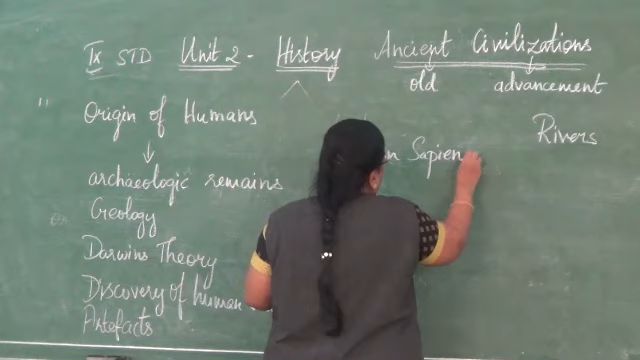 IX STD Unit 2 - History Ancient Civilizations
old advancement
Origin of Humans
Rivers
Sapien
archaeologic remains
Geology
Darwins Theory
Discovery of human
Artefacts